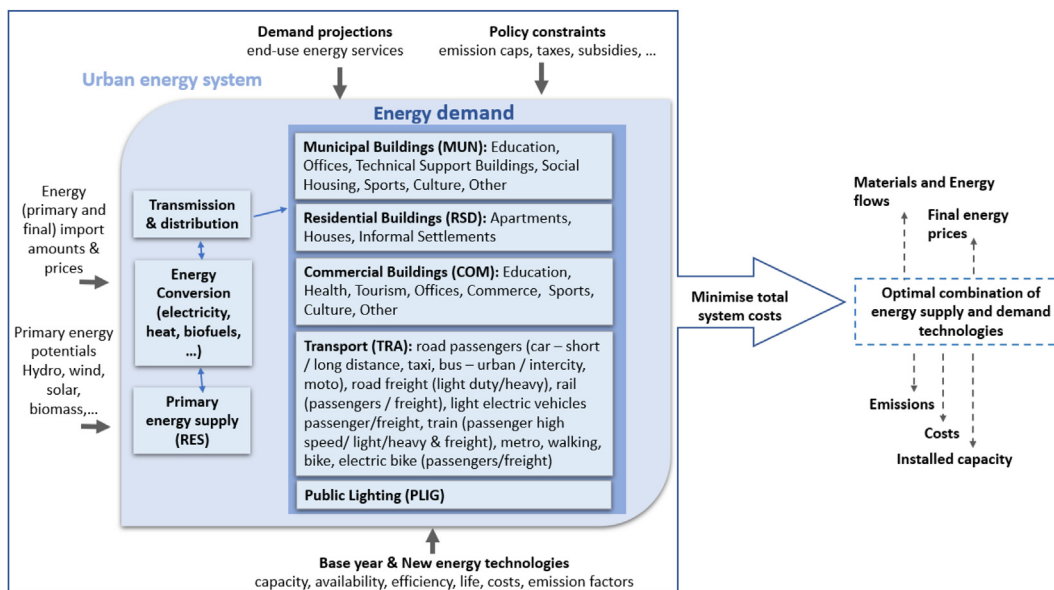 Demand projections
end-use energy services
Policy constraints
emission caps, taxes, subsidies, ...
Urban energy system
Energy demand
Municipal Buildings (MUN): Education,
Offices, Technical Support Buildings, Social
Housing, Sports, Culture, Other
Residential Buildings (RSD): Apartments,
Houses, Informal Settlements
Commercial Buildings (COM): Education,
Health, Tourism, Offices, Commerce, Sports,
Culture, Other
Transport (TRA): road passengers (car – short
/ long distance, taxi, bus – urban / intercity,
moto), road freight (light duty/heavy), rail
(passengers / freight), light electric vehicles
passenger/freight, train (passenger high
speed/ light/heavy & freight), metro, walking,
bike, electric bike (passengers/freight)
Public Lighting (PLIG)
Transmission
& distribution
Energy
Conversion
(electricity,
heat, biofuels,
...)
Primary
energy supply
(RES)
Energy
(primary and
final) import
amounts &
prices
Primary energy
potentials
Hydro, wind,
solar,
biomass,...
Base year & New energy technologies
capacity, availability, efficiency, life, costs, emission factors
Minimise total
system costs
Materials and Energy
flows
Final energy
prices
Optimal combination of
energy supply and demand
technologies
Emissions
Costs
Installed capacity